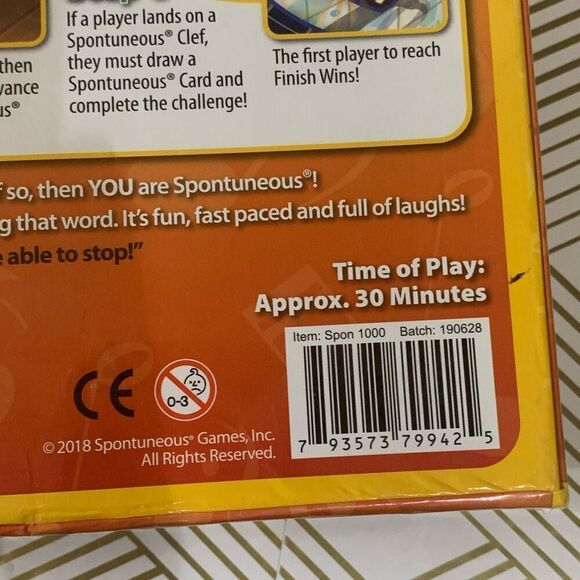 If a player lands on a
Spontuneous® Clef,
they must draw a
Spontuneous® Card and
complete the challenge!
then
vance
us®
The first player to reach
Finish Wins!
so, then YOU are Spontuneous®!
g that word. It's fun, fast paced and full of laughs!
able to stop!"
Time of Play:
Approx. 30 Minutes
Item: Spon 1000 Batch: 190628
7 93573 79942 5
CE
0-3
© 2018 Spontuneous® Games, Inc.
All Rights Reserved.